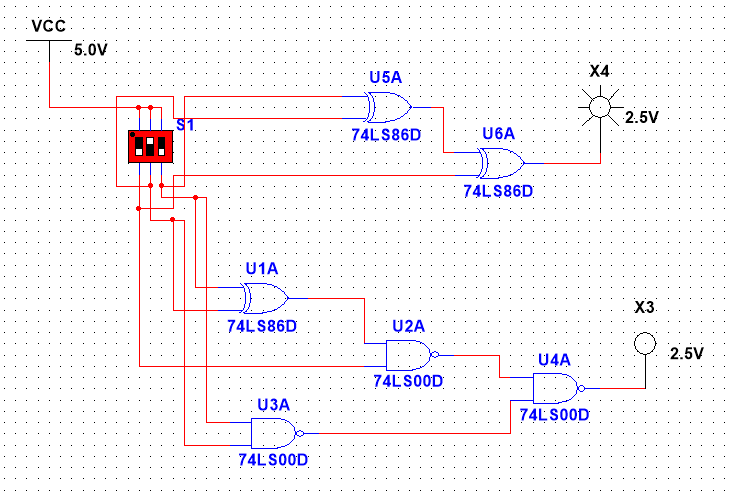 VCC
5.0V
S1
U5A
74LS86D
X4
2.5V
U6A
74LS86D
U1A
74LS86D
U2A
74LS00D
X3
2.5V
U4A
74LS00D
U3A
74LS00D